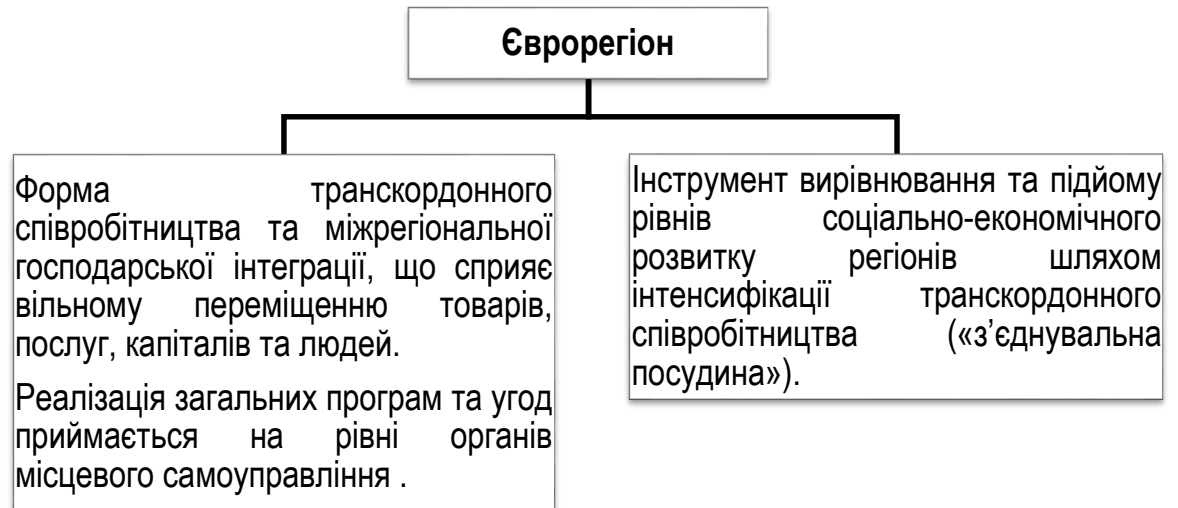 Єврорегіон
Форма транскордонного
співробітництва та міжрегіональної
господарської інтеграції, що сприяє
вільному переміщенню товарів,
послуг, капіталів та людей.
Реалізація загальних програм та угод
приймається на рівні органів
місцевого самоуправління .
Інструмент вирівнювання та підйому
рівнів соціально-економічного
розвитку регіонів шляхом
інтенсифікації транскордонного
співробітництва («з’єднувальна
посудина»).